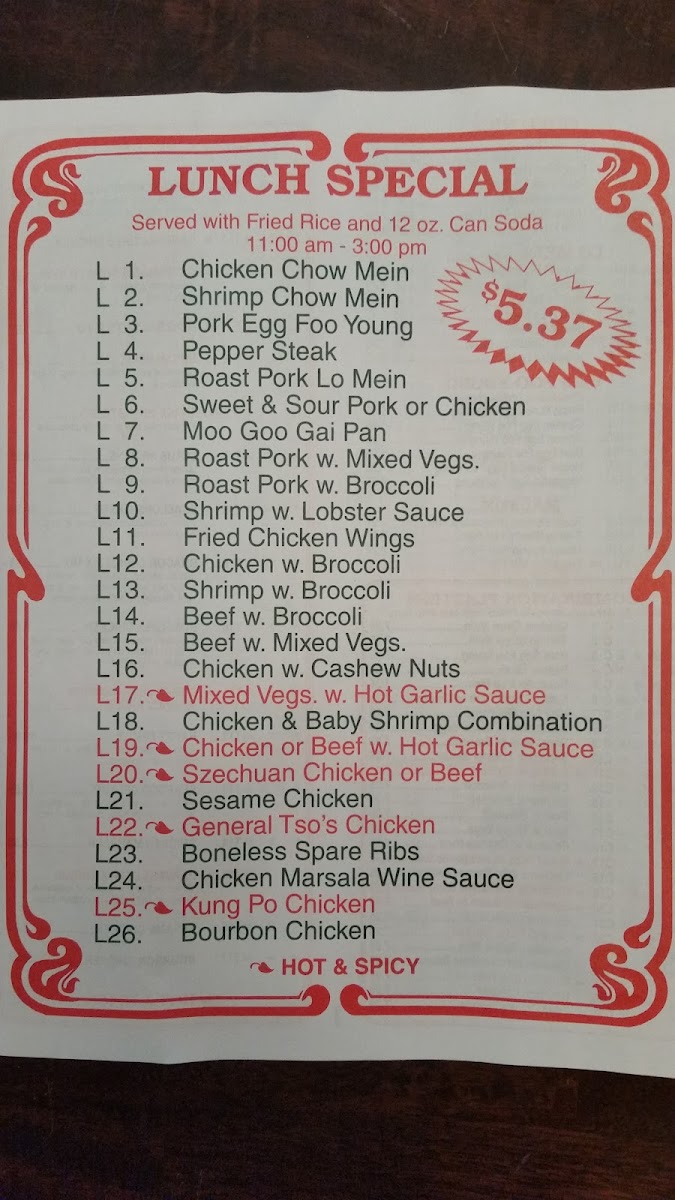 LUNCH SPECIAL
Served with Fried Rice and 12 oz. Can Soda
11:00 am - 3:00 pm
$5.37
L 1. Chicken Chow Mein
L 2. Shrimp Chow Mein
L 3. Pork Egg Foo Young
L 4. Pepper Steak
L 5. Roast Pork Lo Mein
L 6. Sweet & Sour Pork or Chicken
L 7. Moo Goo Gai Pan
L 8. Roast Pork w. Mixed Vegs.
L 9. Roast Pork w. Broccoli
L10. Shrimp w. Lobster Sauce
L11. Fried Chicken Wings
L12. Chicken w. Broccoli
L13. Shrimp w. Broccoli
L14. Beef w. Broccoli
L15. Beef w. Mixed Vegs.
L16. Chicken w. Cashew Nuts
L17. Mixed Vegs. w. Hot Garlic Sauce
L18. Chicken & Baby Shrimp Combination
L19. Chicken or Beef w. Hot Garlic Sauce
L20. Szechuan Chicken or Beef
L21. Sesame Chicken
L22. General Tso's Chicken
L23. Boneless Spare Ribs
L24. Chicken Marsala Wine Sauce
L25. Kung Po Chicken
L26. Bourbon Chicken
HOT & SPICY